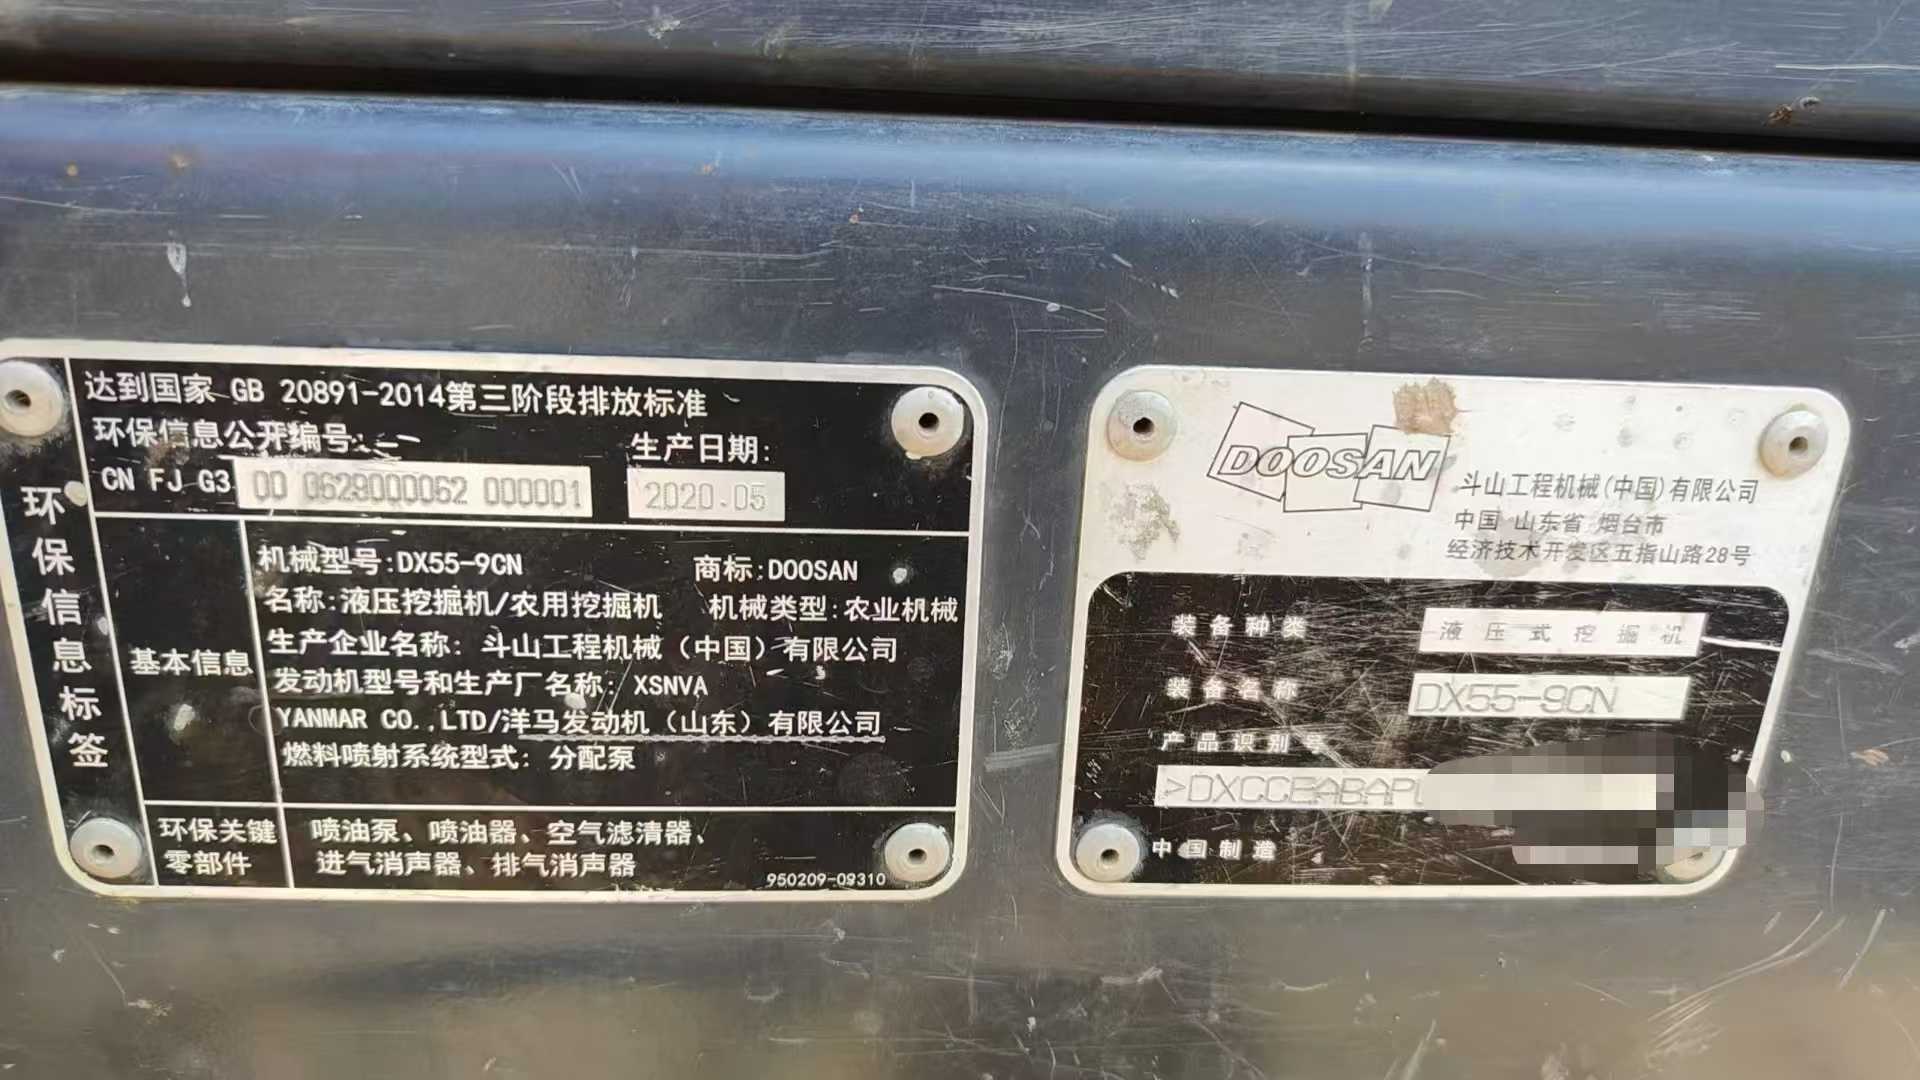 环保信息标签
达到国家 GB 20891-2014第三阶段排放标准
环保信息公开编号:
生产日期:
CN FJ G3 00 0629000062 000001
2020.05
基本信息
机械型号:DX55-9CN 商标:DOOSAN
名称:液压挖掘机/农用挖掘机 机械类型:农业机械
生产企业名称: 斗山工程机械（中国）有限公司
发动机型号和生产厂名称: XSNVA
YANMAR CO.,LTD/洋马发动机（山东）有限公司
燃料喷射系统型式: 分配泵
环保关键
零部件
喷油泵、喷油器、空气滤清器、
进气消声器、排气消声器
950209-09310
DOOSAN
斗山工程机械(中国)有限公司
中国 山东省 烟台市
经济技术开发区五指山路28号
装备种类 液压式挖掘机
装备名称 DX55-9CN
产品识别号
>DXCCEABAP
中国制造